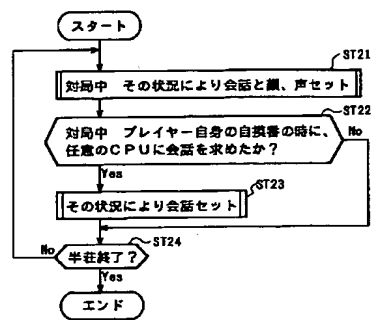 スタート
ST21
対局中 その状況により会話と顔、声セット
ST22
対局中 プレイヤー自身の自摸番の時に、
任意のCPUに会話を求めたか?
No
Yes
ST23
その状況により会話セット
ST24
No
半荘終了?
Yes
エンド